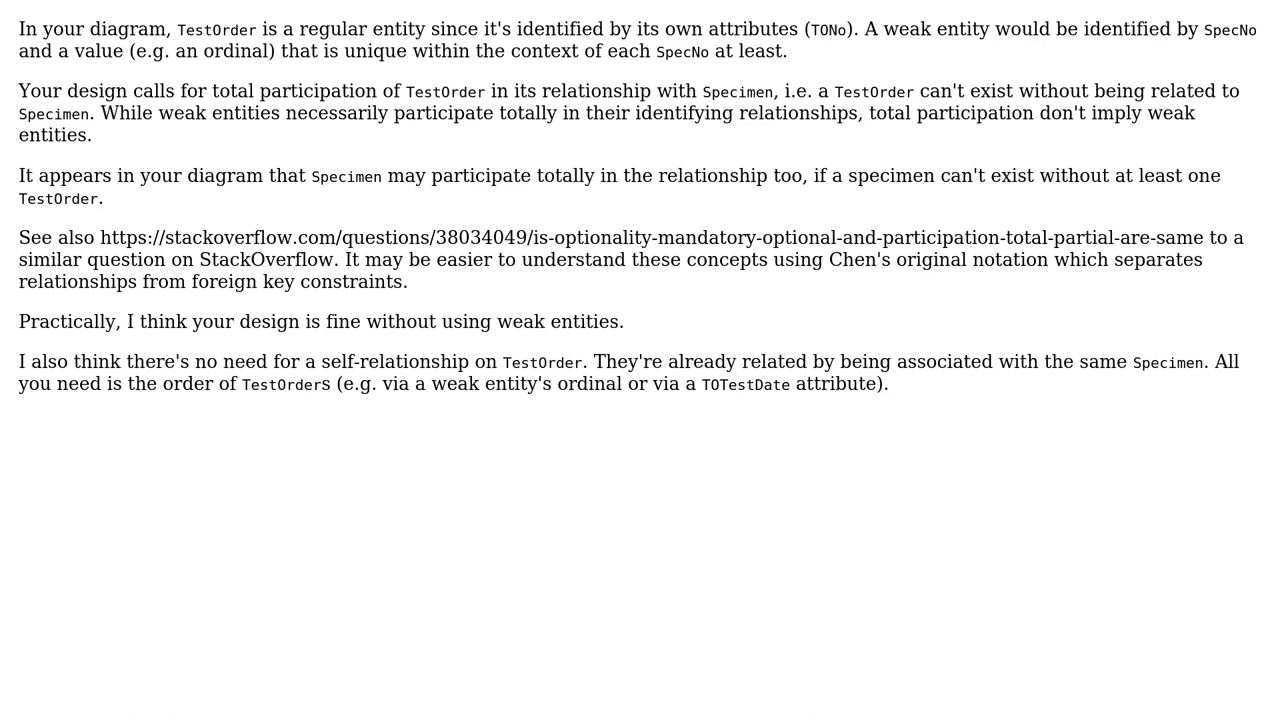 In your diagram, TestOrder is a regular entity since it's identified by its own attributes (TONo). A weak entity would be identified by SpecNo
and a value (e.g. an ordinal) that is unique within the context of each SpecNo at least.
Your design calls for total participation of TestOrder in its relationship with Specimen, i.e. a TestOrder can't exist without being related to
Specimen. While weak entities necessarily participate totally in their identifying relationships, total participation don't imply weak
entities.
It appears in your diagram that Specimen may participate totally in the relationship too, if a specimen can't exist without at least one
TestOrder.
See also https://stackoverflow.com/questions/38034049/is-optionality-mandatory-optional-and-participation-total-partial-are-same to a
similar question on StackOverflow. It may be easier to understand these concepts using Chen's original notation which separates
relationships from foreign key constraints.
Practically, I think your design is fine without using weak entities.
I also think there's no need for a self-relationship on TestOrder. They're already related by being associated with the same Specimen. All
you need is the order of TestOrders (e.g. via a weak entity's ordinal or via a TOTestDate attribute).